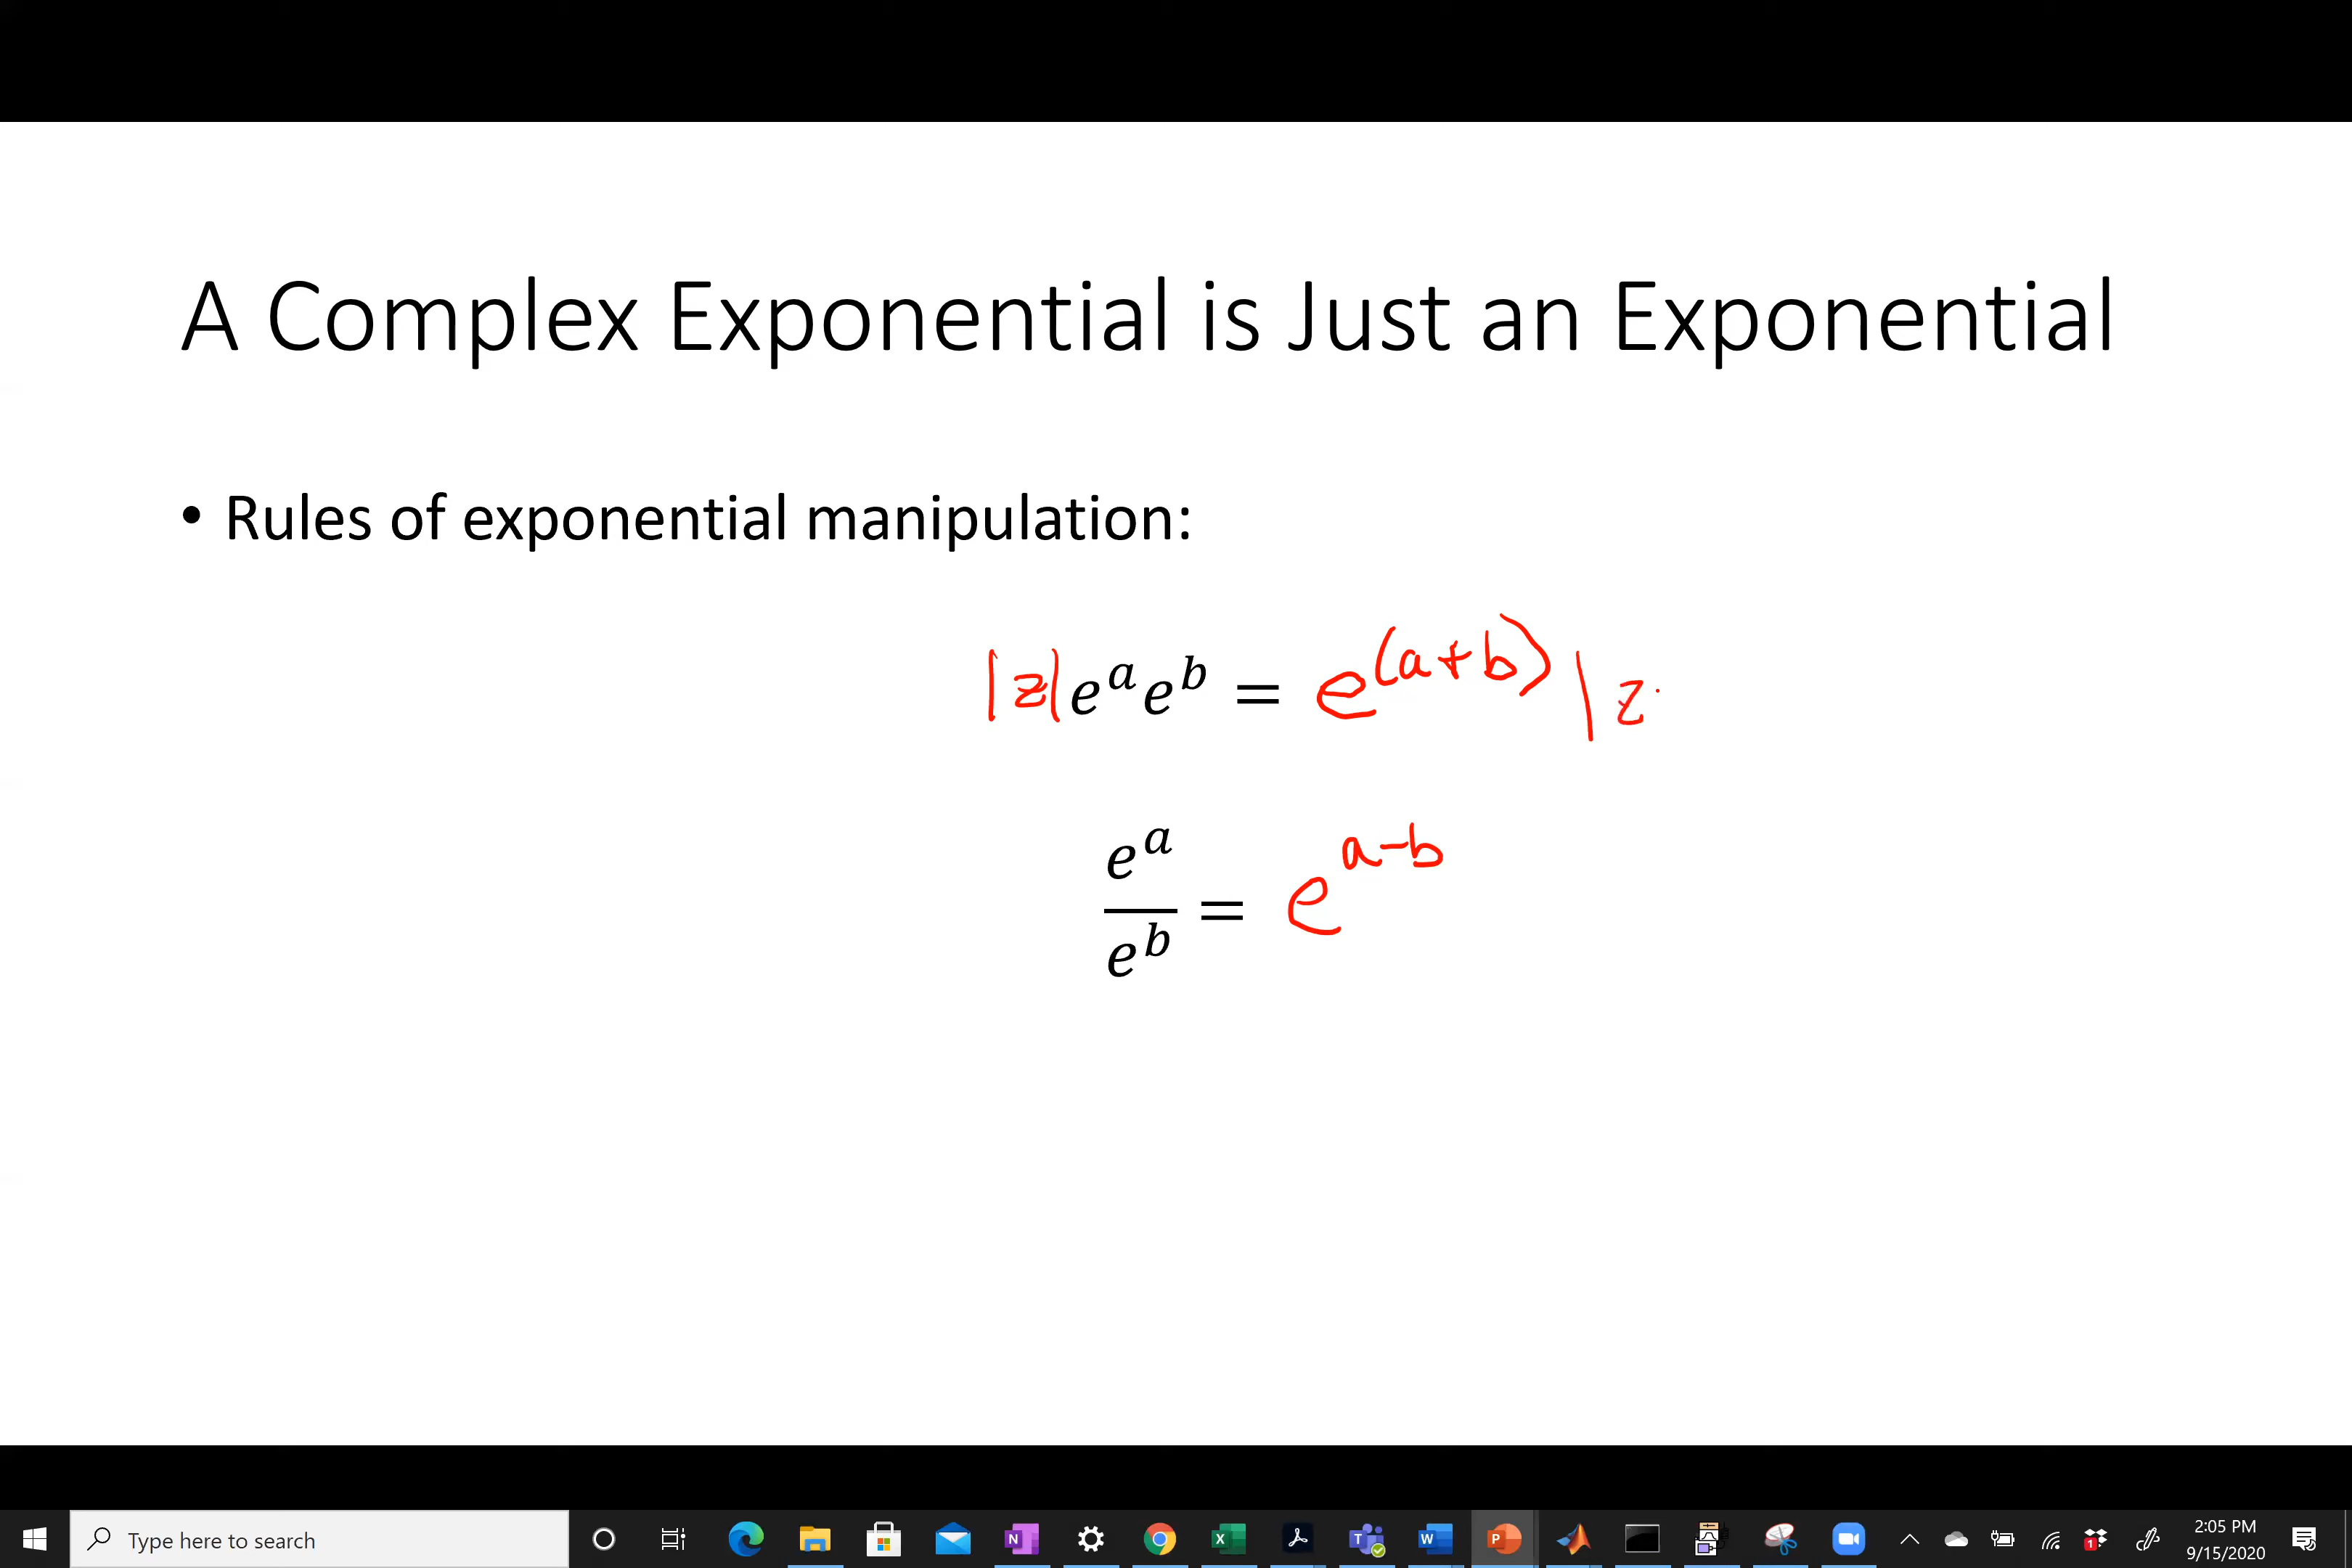 A Complex Exponential is Just an Exponential
• Rules of exponential manipulation:
|z| e^a e^b = e^(a+b) |z
e^a / e^b = e^a-b
Type here to search
2:05 PM
9/15/2020